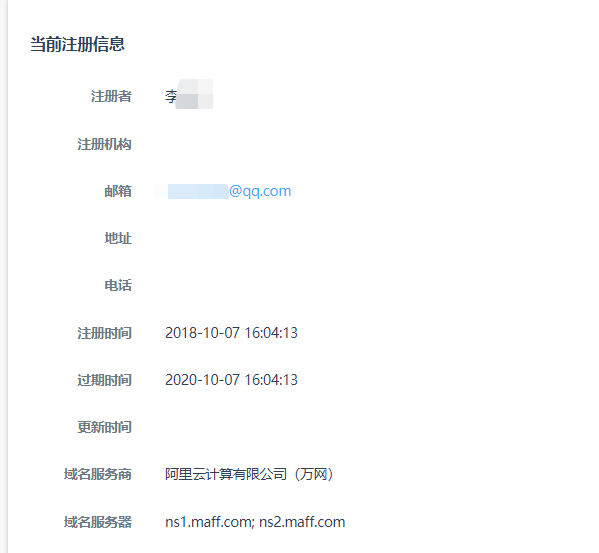 当前注册信息
注册者 李
注册机构
邮箱 @qq.com
地址
电话
注册时间 2018-10-07 16:04:13
过期时间 2020-10-07 16:04:13
更新时间
域名服务商 阿里云计算有限公司（万网）
域名服务器 ns1.maff.com; ns2.maff.com